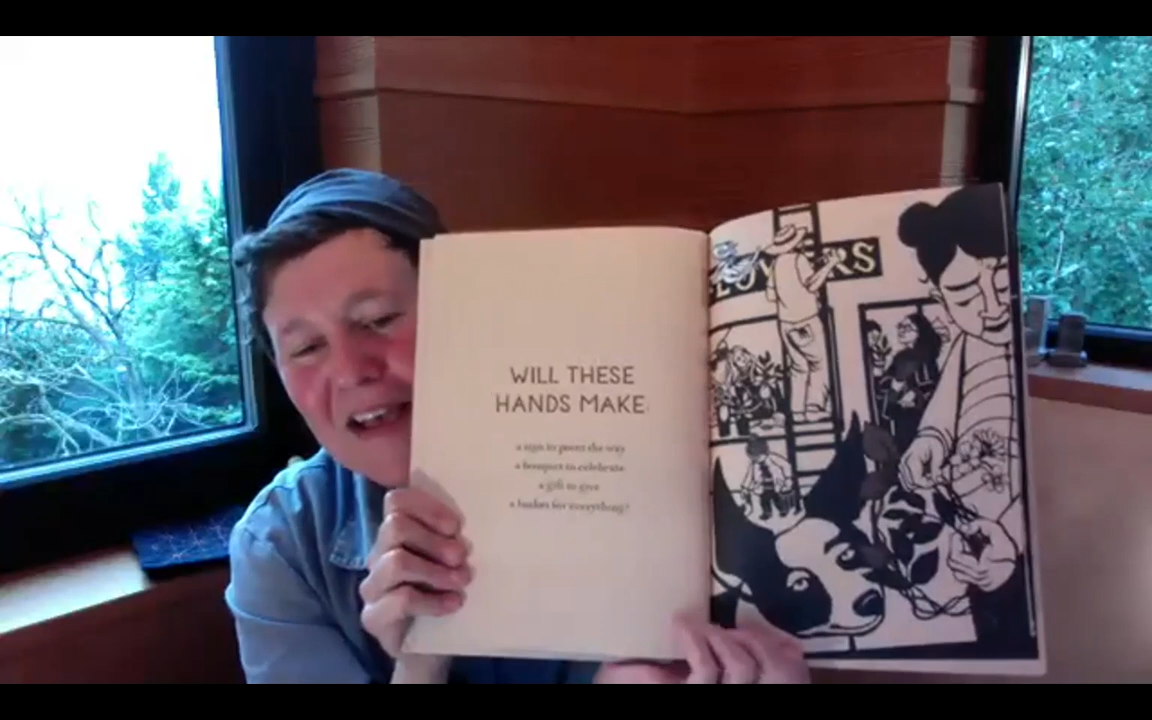 WILL THESE
HANDS MAKE:
a sign to point the way
a bouquet to celebrate
a gift to give
a basket for everything?
FLOWERS